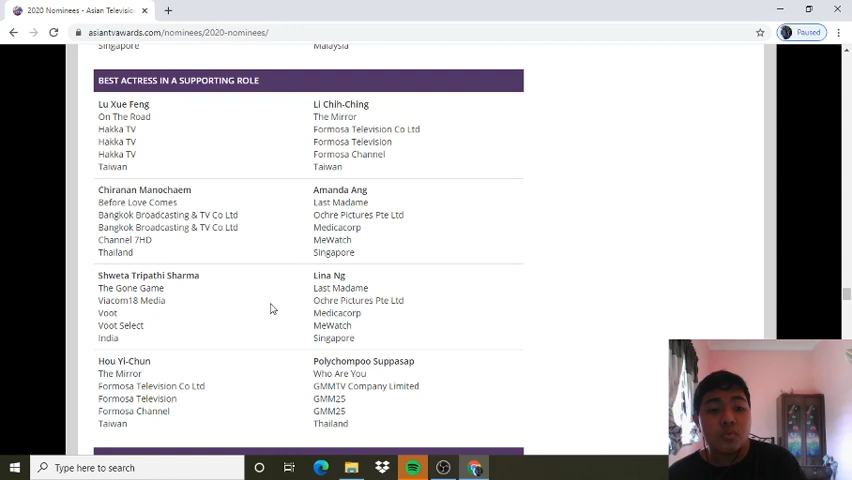 2020 Nominees - Asian Televisio
asiantvawards.com/nominees/2020-nominees/
Paused
Singapore
Malaysia
BEST ACTRESS IN A SUPPORTING ROLE
Lu Xue Feng
On The Road
Hakka TV
Hakka TV
Hakka TV
Taiwan
Li Chih-Ching
The Mirror
Formosa Television Co Ltd
Formosa Television
Formosa Channel
Taiwan
Chiranan Manochaem
Before Love Comes
Bangkok Broadcasting & TV Co Ltd
Bangkok Broadcasting & TV Co Ltd
Channel 7HD
Thailand
Amanda Ang
Last Madame
Ochre Pictures Pte Ltd
Medicacorp
MeWatch
Singapore
Shweta Tripathi Sharma
The Gone Game
Viacom18 Media
Voot
Voot Select
India
Lina Ng
Last Madame
Ochre Pictures Pte Ltd
Medicacorp
MeWatch
Singapore
Hou Yi-Chun
The Mirror
Formosa Television Co Ltd
Formosa Television
Formosa Channel
Taiwan
Polychompoo Suppasap
Who Are You
GMMTV Company Limited
GMM25
GMM25
Thailand
Type here to search